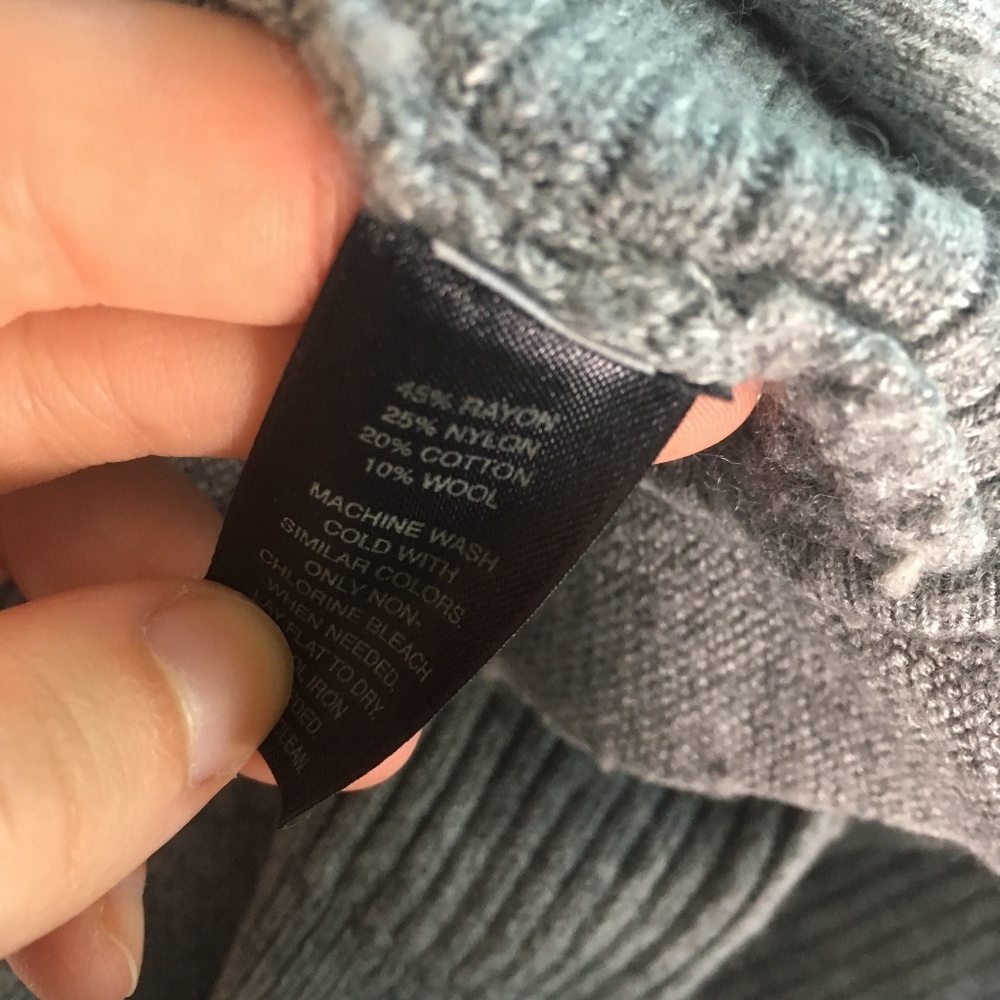 45% RAYON
25% NYLON
20% COTTON
10% WOOL
MACHINE WASH
COLD WITH
SIMILAR COLORS.
ONLY NON-
CHLORINE BLEACH
WHEN NEEDED.
LAY FLAT TO DRY.
IRON